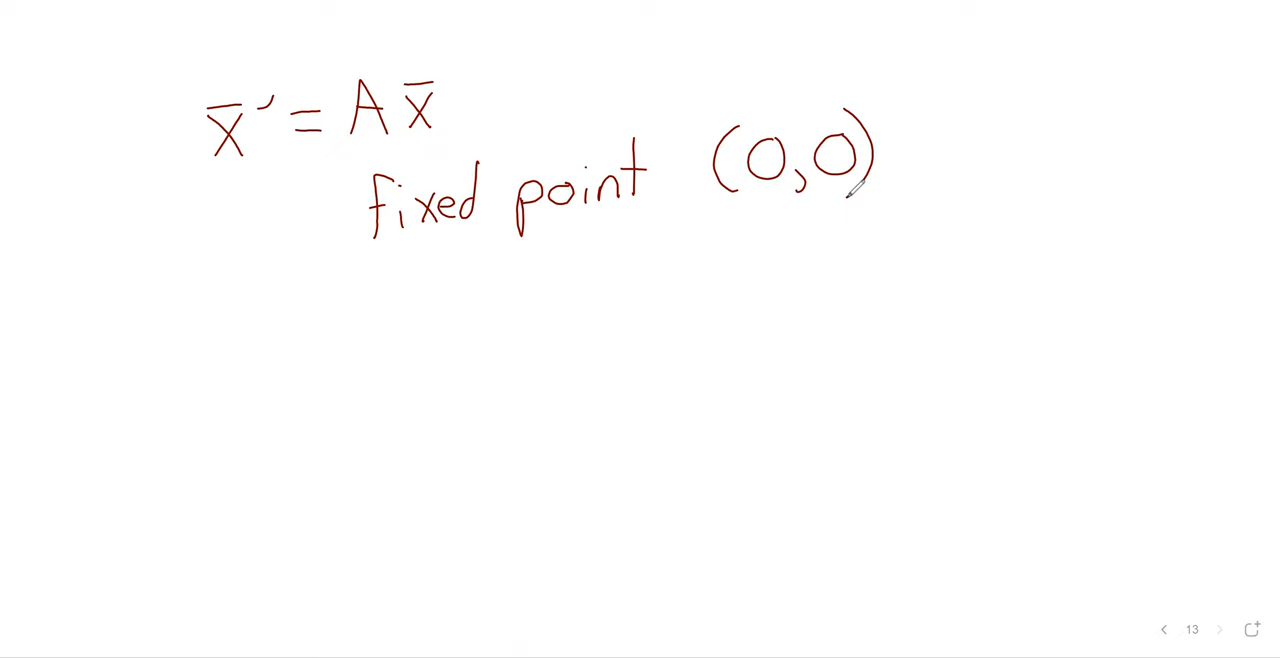 x̄' = A x̄
fixed point (0,0)
13